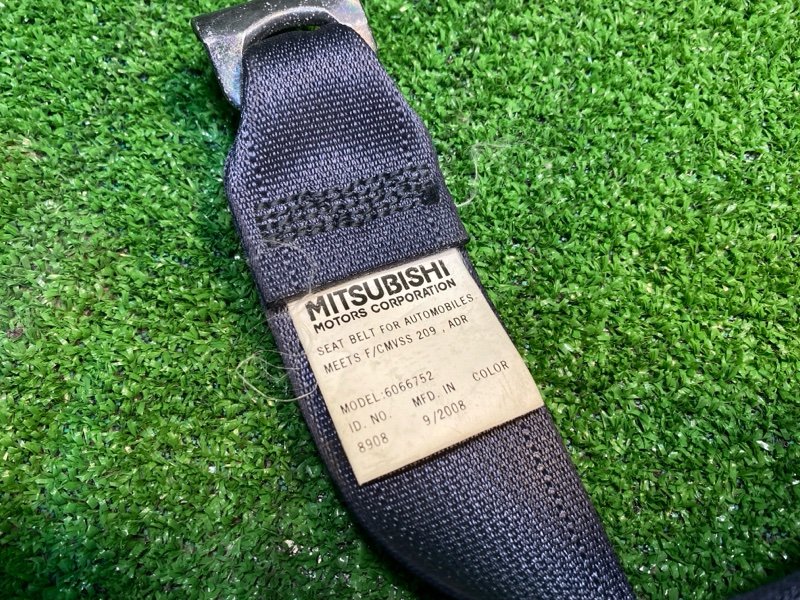 MITSUBISHI
MOTORS CORPORATION
SEAT BELT FOR AUTOMOBILES
MEETS F/CMVSS 209 , ADR
MODEL:6066752
ID. NO. MFD. IN COLOR
8908 9/2008